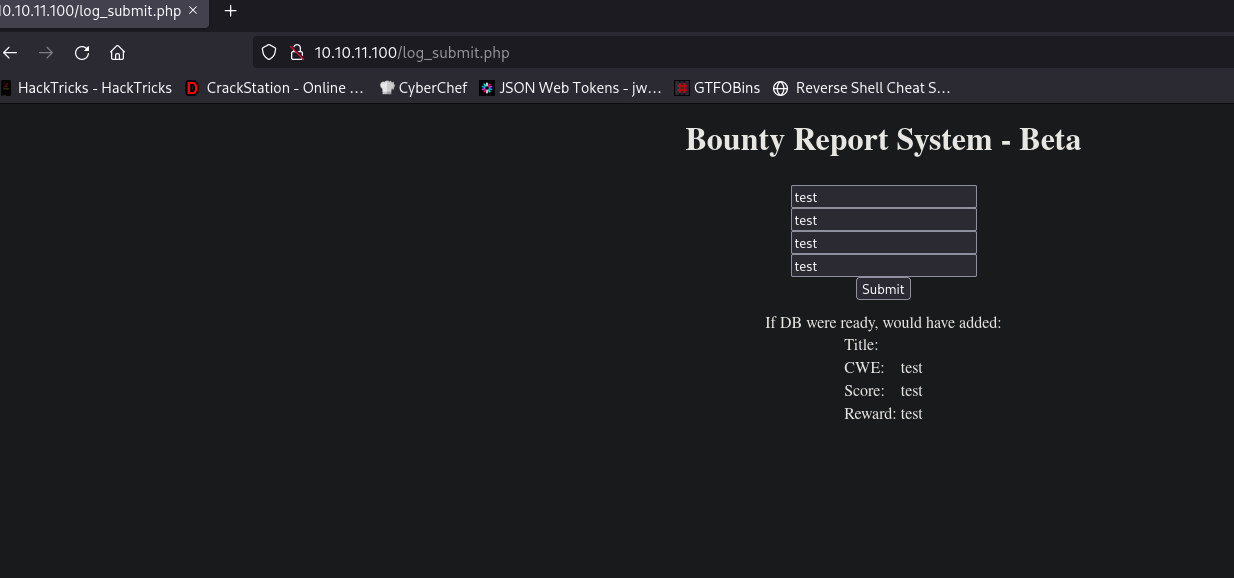 10.10.11.100/log_submit.php × +
10.10.11.100/log_submit.php
HackTricks - HackTricks CrackStation - Online … CyberChef JSON Web Tokens - jw… GTFOBins Reverse Shell Cheat S…
Bounty Report System - Beta
test
test
test
test
Submit
If DB were ready, would have added:
Title:
CWE: test
Score: test
Reward: test